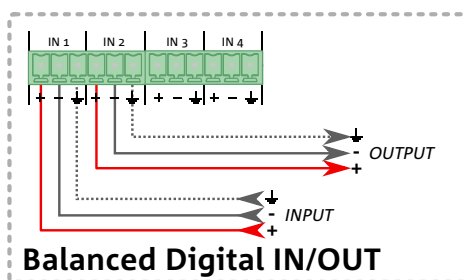 IN 1 IN 2 IN 3 IN 4
+ - + - + - + -
- OUTPUT
+
- INPUT
+
Balanced Digital IN/OUT